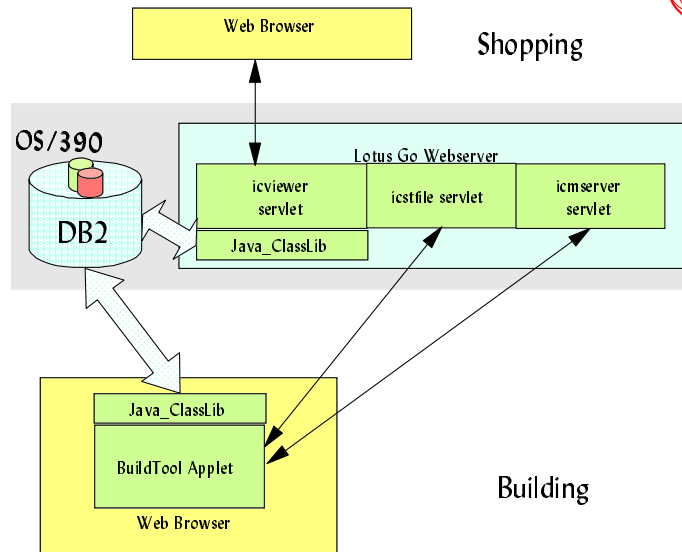 Web Browser
Shopping
OS/390
Lotus Go Webserver
icviewer
servlet
icstfile servlet
icmserver
servlet
DB2
Java_ClassLib
Java_ClassLib
BuildTool Applet
Building
Web Browser